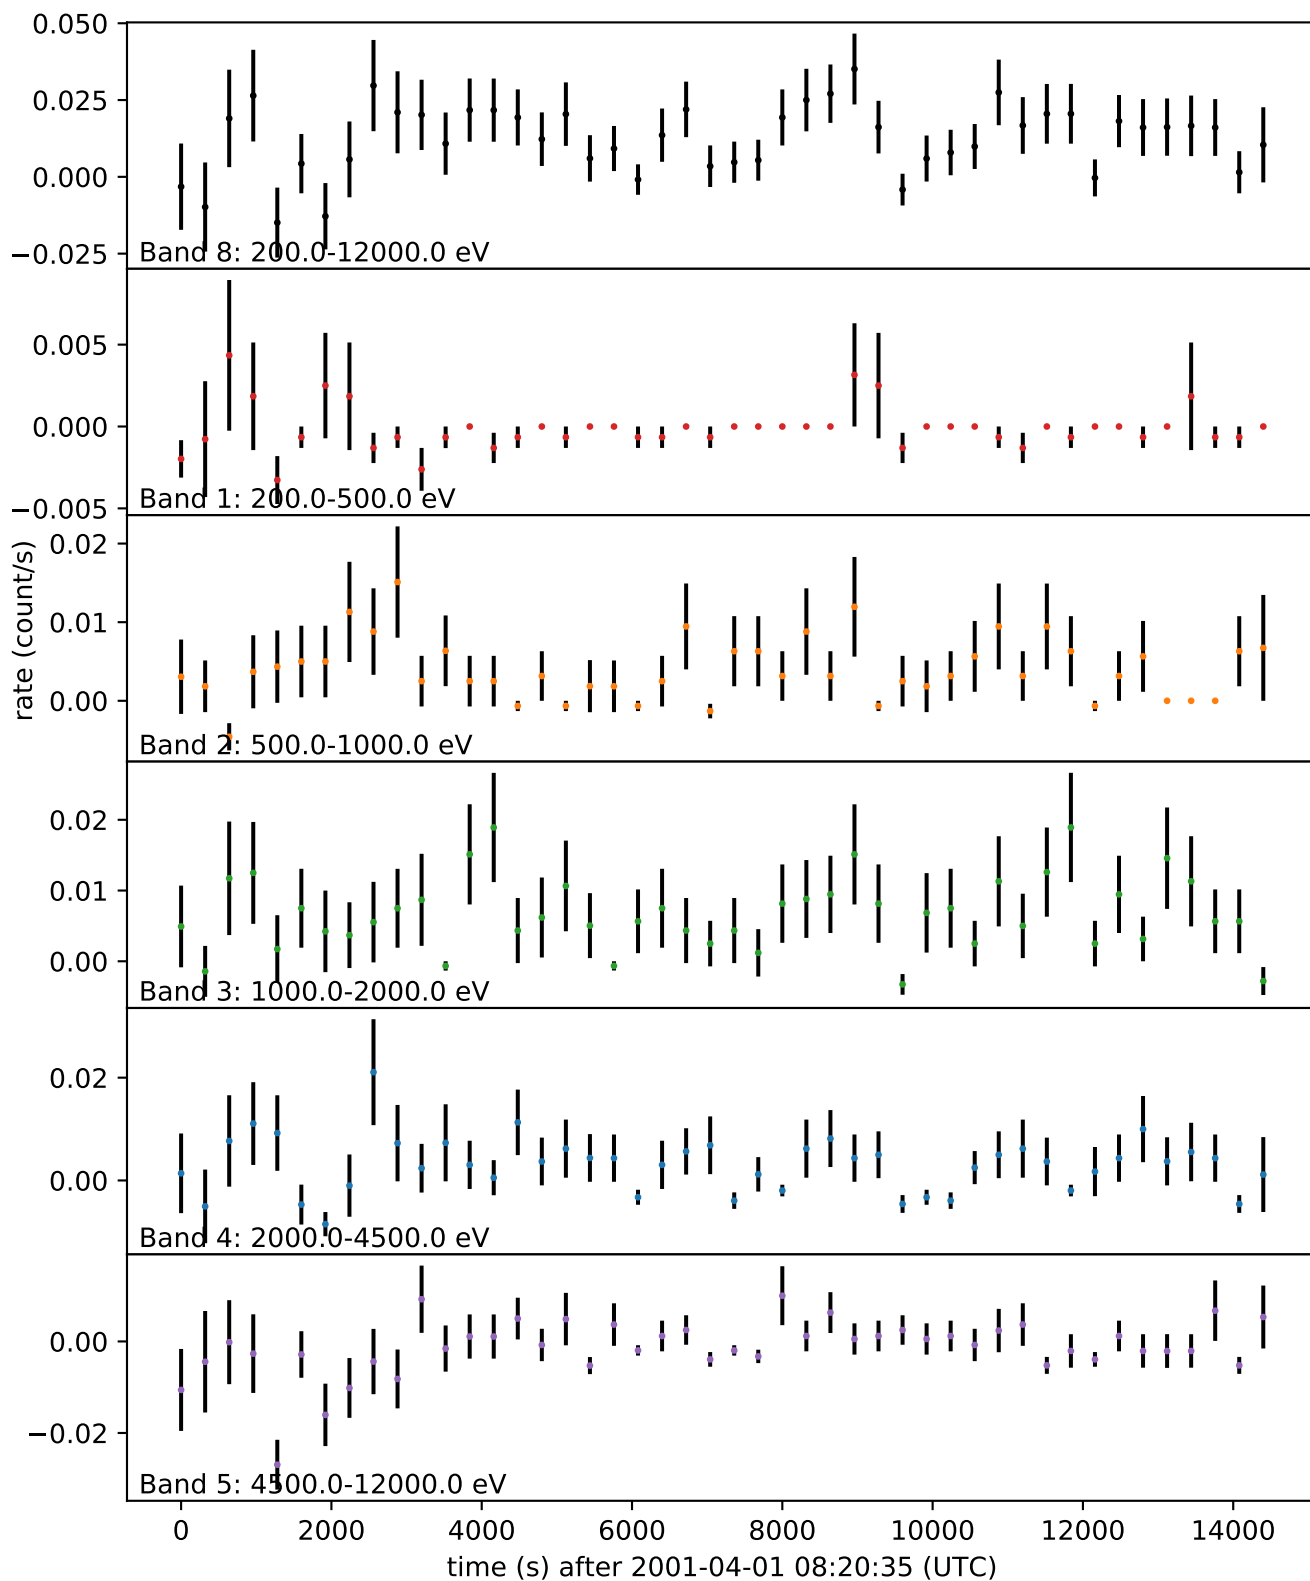 0.050
0.025
0.000
−0.025
Band 8: 200.0-12000.0 eV
0.005
0.000
−0.005
Band 1: 200.0-500.0 eV
rate (count/s)
0.02
0.01
0.00
Band 2: 500.0-1000.0 eV
0.02
0.01
0.00
Band 3: 1000.0-2000.0 eV
0.02
0.00
Band 4: 2000.0-4500.0 eV
0.00
−0.02
Band 5: 4500.0-12000.0 eV
0 2000 4000 6000 8000 10000 12000 14000
time (s) after 2001-04-01 08:20:35 (UTC)